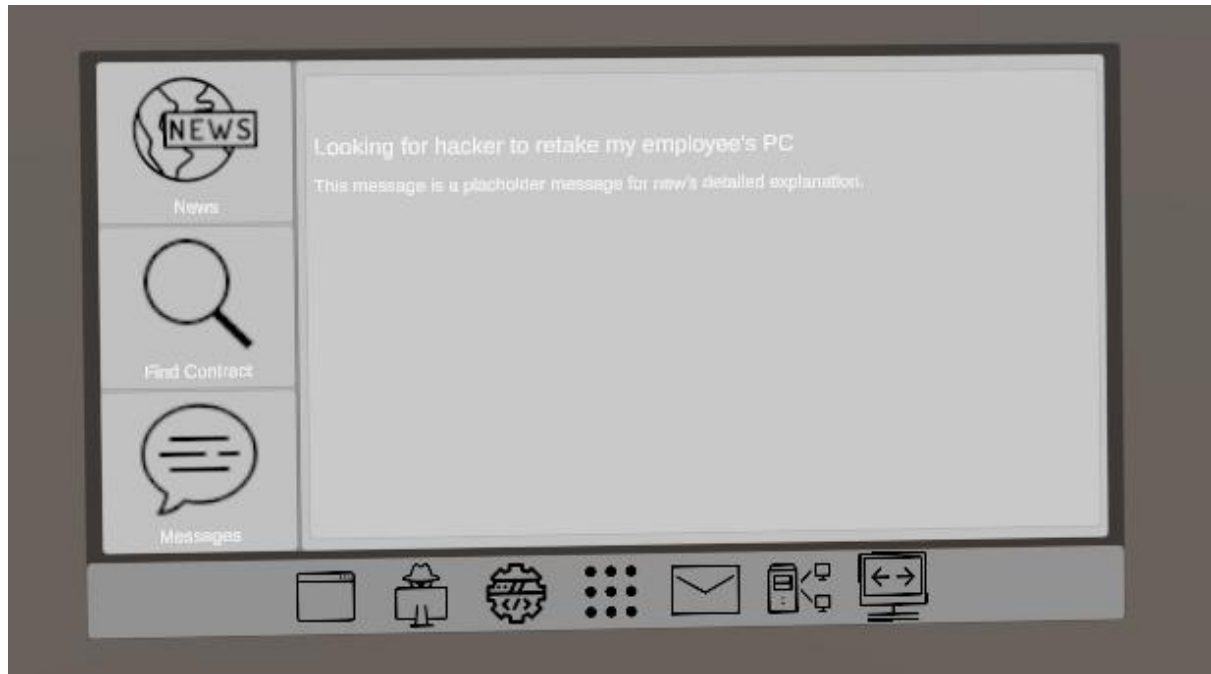 NEWS
News
Find Contract
Messages
Looking for hacker to retake my employee's PC
This message is a placholder message for new's detailed explanation.